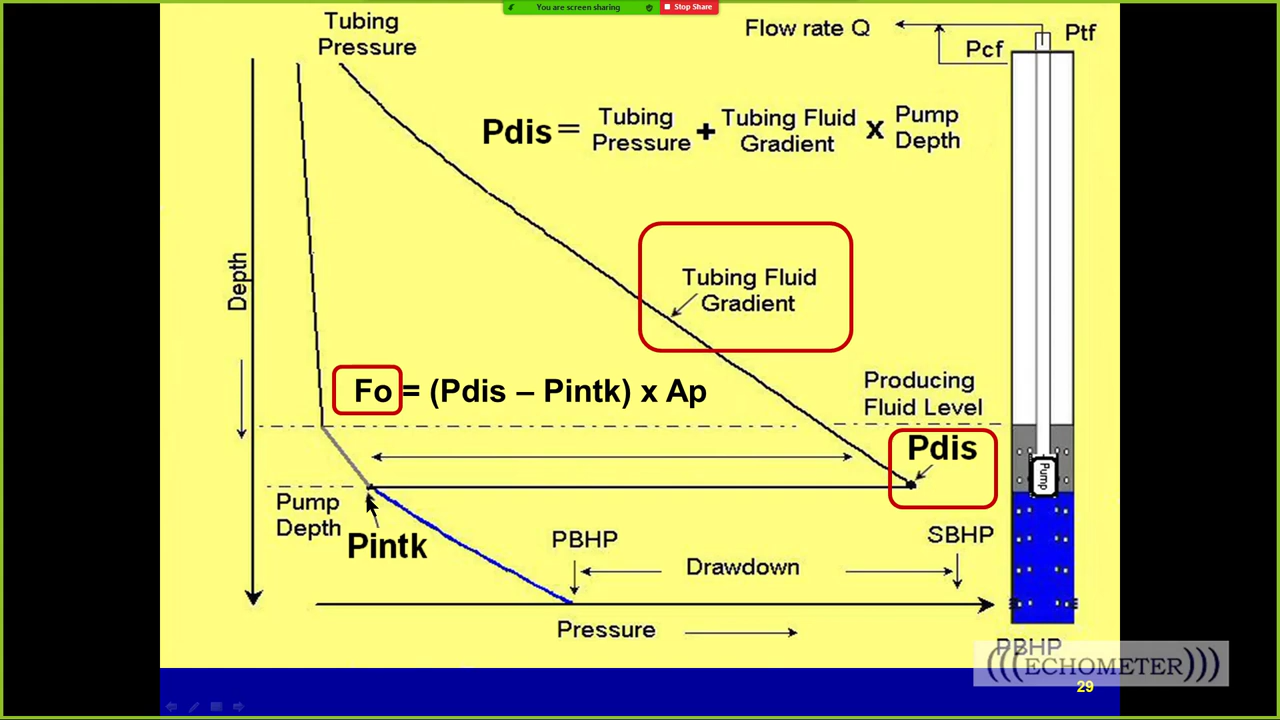 You are screen sharing
Stop Share
Tubing
Pressure
Flow rate Q
Ptf
Pcf
Pdis = Tubing Pressure + Tubing Fluid Gradient x Pump Depth
Depth
Tubing Fluid
Gradient
Fo = (Pdis – Pintk) x Ap
Producing
Fluid Level
Pdis
Pump
Pump
Depth
Pintk
PBHP
SBHP
Drawdown
Pressure
PBHP
(((ECHOMETER)))
29